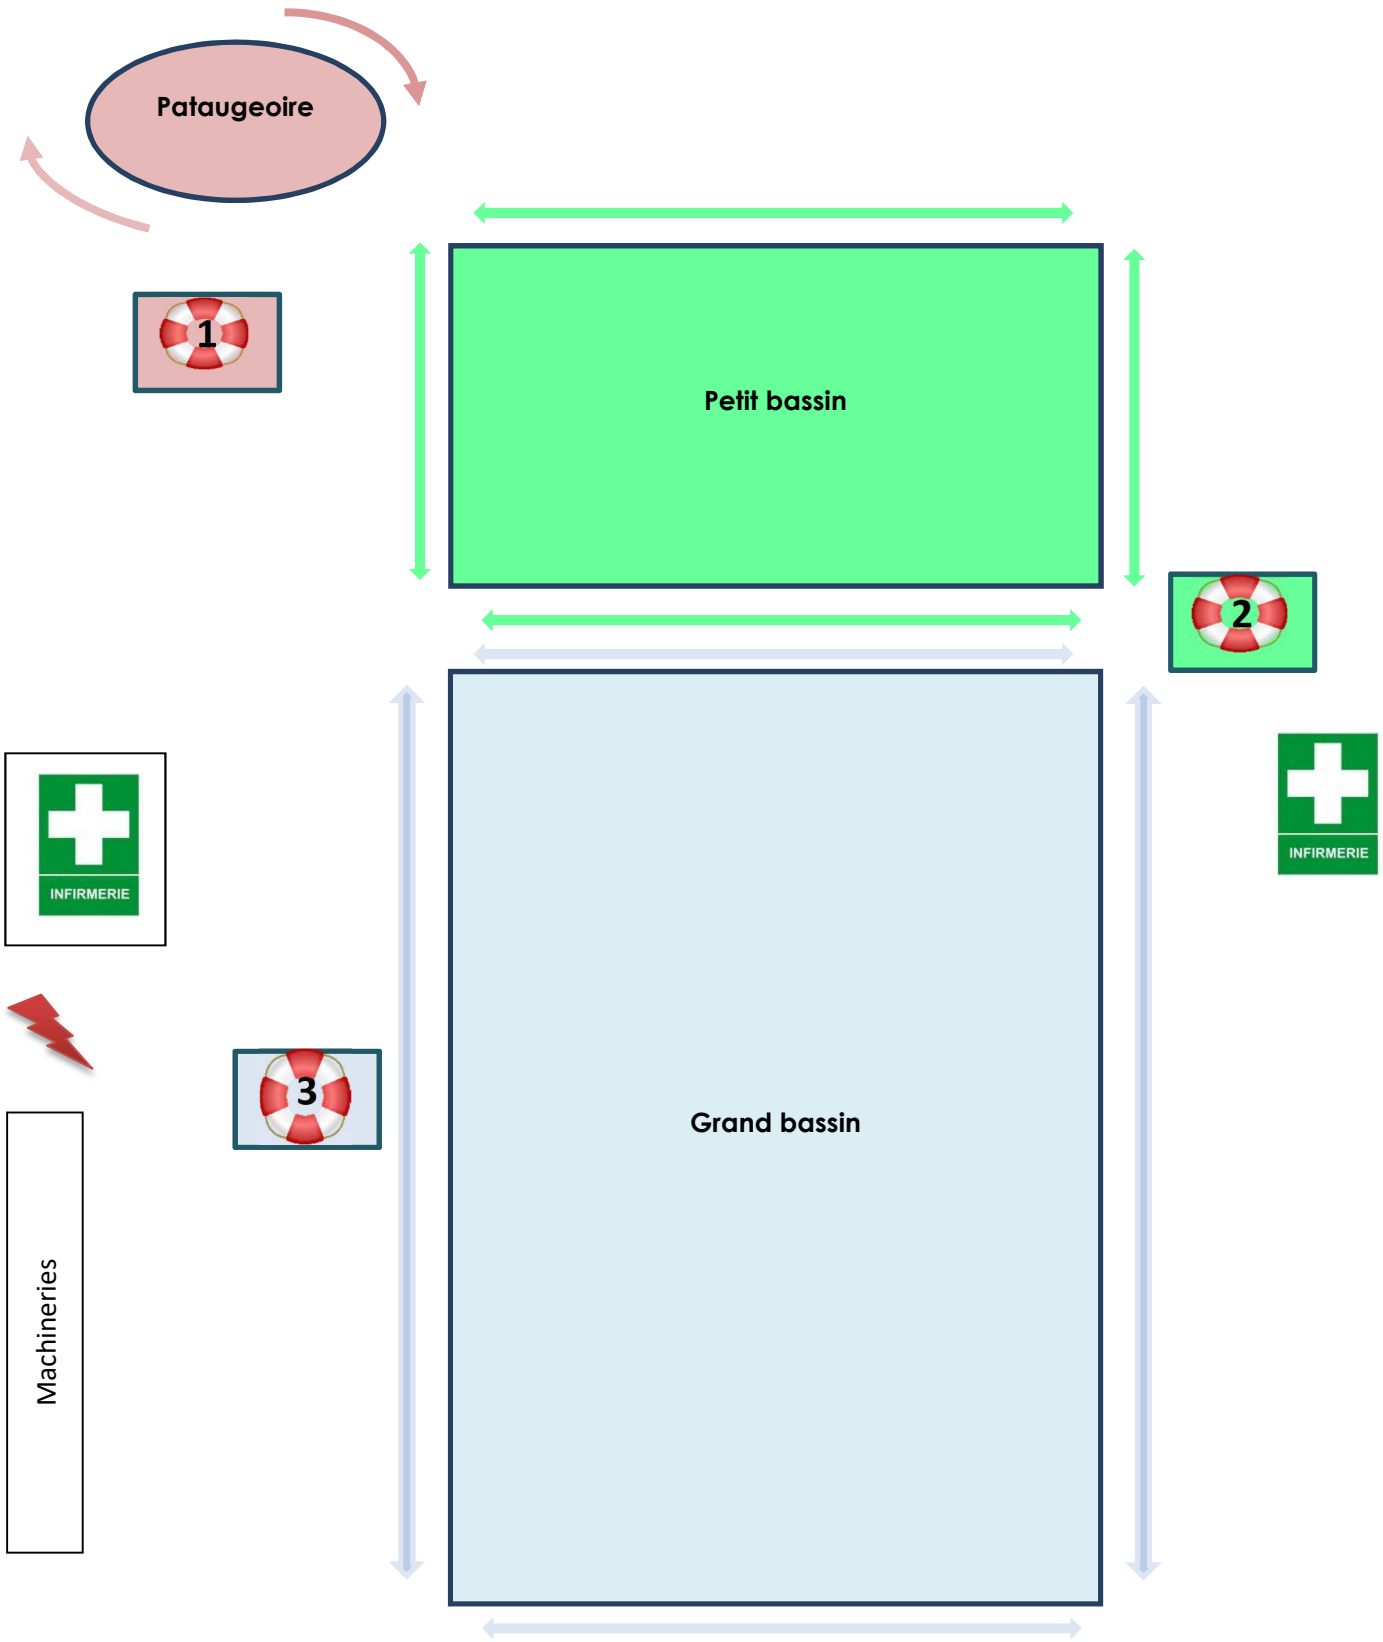 Pataugeoire
1
Petit bassin
2
INFIRMERIE
INFIRMERIE
3
Grand bassin
Machineries